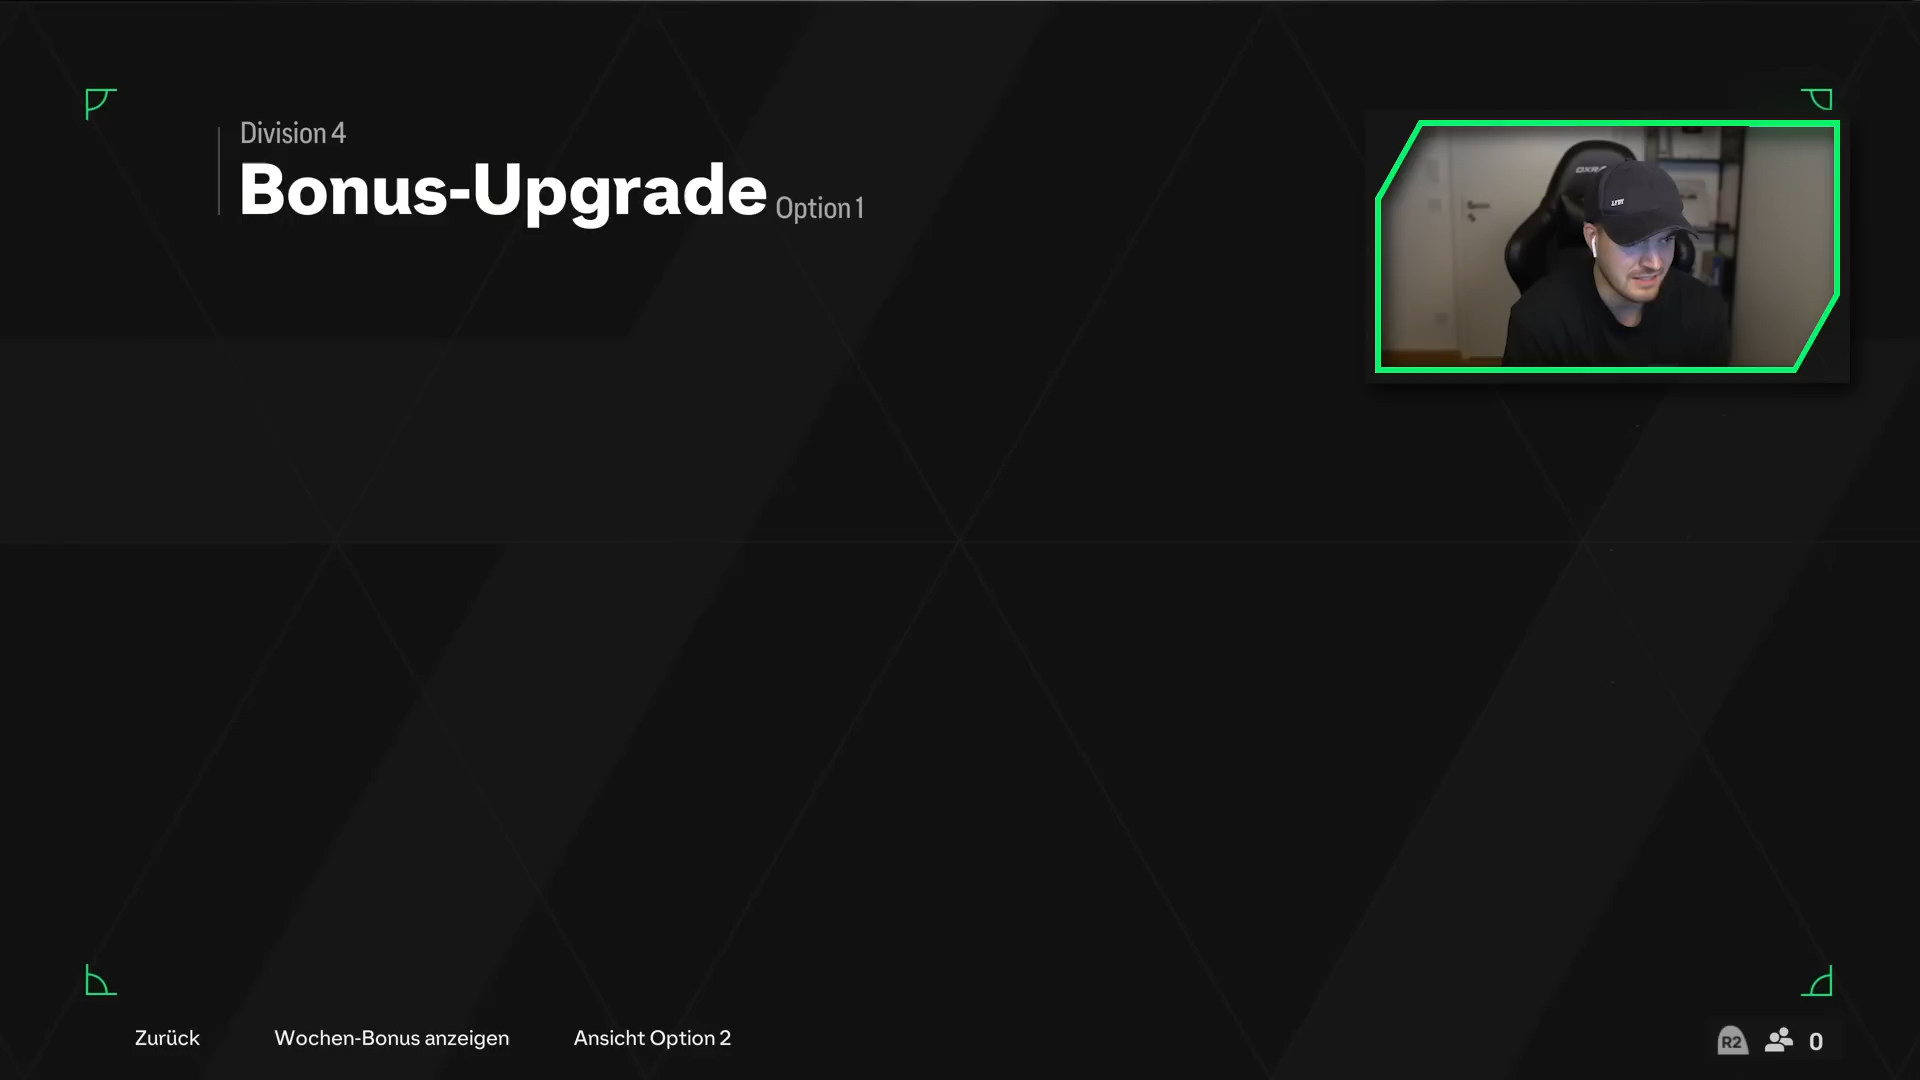 Division 4
Bonus-Upgrade Option 1
Zurück
Wochen-Bonus anzeigen
Ansicht Option 2
R2
0